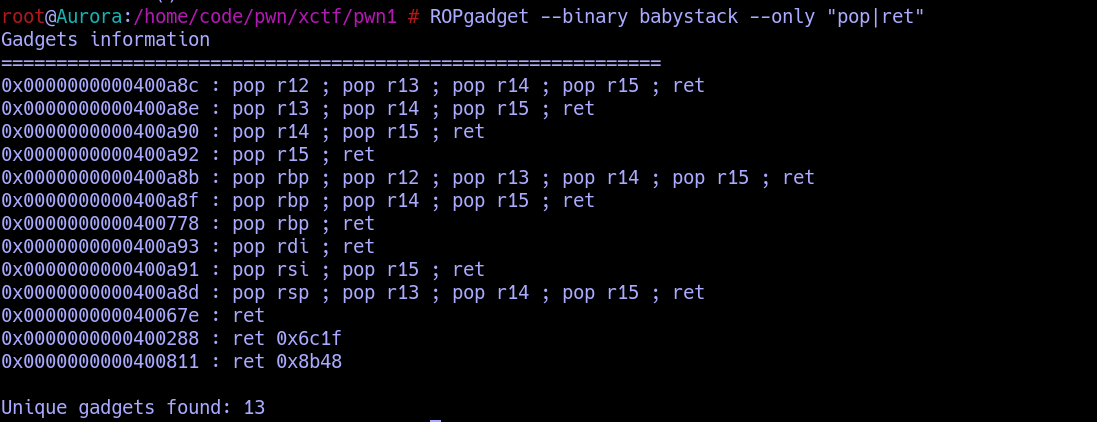 root@Aurora:/home/code/pwn/xctf/pwn1 # ROPgadget --binary babystack --only "pop|ret"
Gadgets information
============================================================
0x0000000000400a8c : pop r12 ; pop r13 ; pop r14 ; pop r15 ; ret
0x0000000000400a8e : pop r13 ; pop r14 ; pop r15 ; ret
0x0000000000400a90 : pop r14 ; pop r15 ; ret
0x0000000000400a92 : pop r15 ; ret
0x0000000000400a8b : pop rbp ; pop r12 ; pop r13 ; pop r14 ; pop r15 ; ret
0x0000000000400a8f : pop rbp ; pop r14 ; pop r15 ; ret
0x0000000000400778 : pop rbp ; ret
0x0000000000400a93 : pop rdi ; ret
0x0000000000400a91 : pop rsi ; pop r15 ; ret
0x0000000000400a8d : pop rsp ; pop r13 ; pop r14 ; pop r15 ; ret
0x000000000040067e : ret
0x0000000000400288 : ret 0x6c1f
0x0000000000400811 : ret 0x8b48
Unique gadgets found: 13